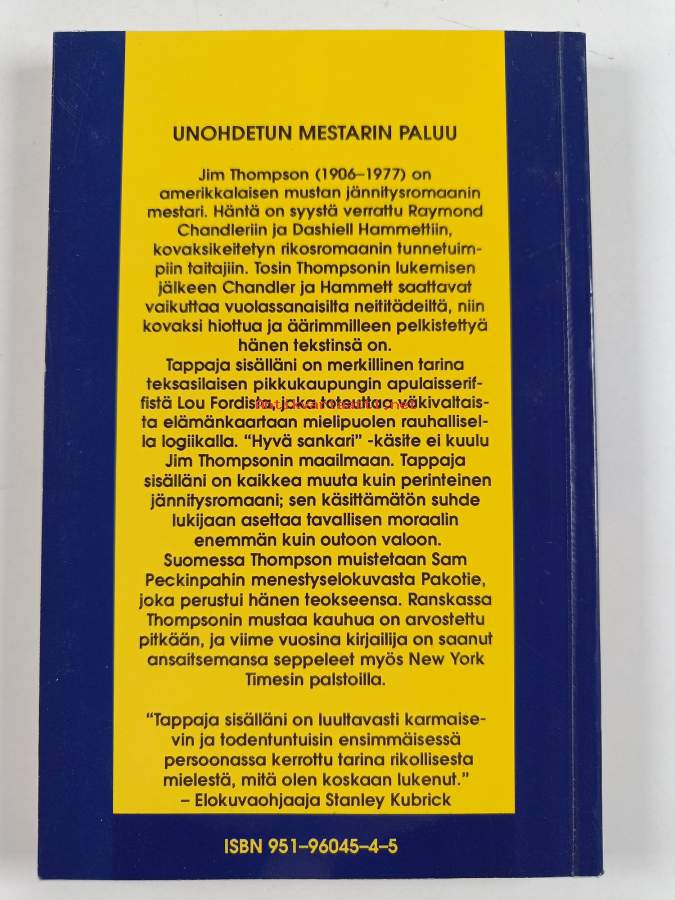 UNOHDETUN MESTARIN PALUU
Jim Thompson (1906–1977) on
amerikkalaisen mustan jännitysromaanin
mestari. Häntä on syystä verrattu Raymond
Chandleriin ja Dashiell Hammettiin,
kovaksikeitetyn rikosromaanin tunnetuim-
piin taitajiin. Tosin Thompsonin lukemisen
jälkeen Chandler ja Hammett saattavat
vaikuttaa vuolassanaisilta neititädeiltä, niin
kovaksi hiottua ja äärimmilleen pelkistettyä
hänen tekstinsä on.
Tappaja sisälläni on merkillinen tarina
teksasilaisen pikkukaupungin apulaisserif-
fistä Lou Fordista, joka toteuttaa väkivaltais-
ta elämänkaartaan mielipuolen rauhallisel-
la logiikalla. “Hyvä sankari” -käsite ei kuulu
Jim Thompsonin maailmaan. Tappaja
sisälläni on kaikkea muuta kuin perinteinen
jännitysromaani; sen käsittämätön suhde
lukijaan asettaa tavallisen moraalin
enemmän kuin outoon valoon.
Suomessa Thompson muistetaan Sam
Peckinpahin menestyselokuvasta Pakotie,
joka perustui hänen teokseensa. Ranskassa
Thompsonin mustaa kauhua on arvostettu
pitkään, ja viime vuosina kirjailija on saanut
ansaitsemansa seppeleet myös New York
Timesin palstoilla.
“Tappaja sisälläni on luultavasti karmaise-
vin ja todentuntuisin ensimmäisessä
persoonassa kerrottu tarina rikollisesta
mielestä, mitä olen koskaan lukenut.”
– Elokuvaohjaaja Stanley Kubrick
ISBN 951–96045–4–5